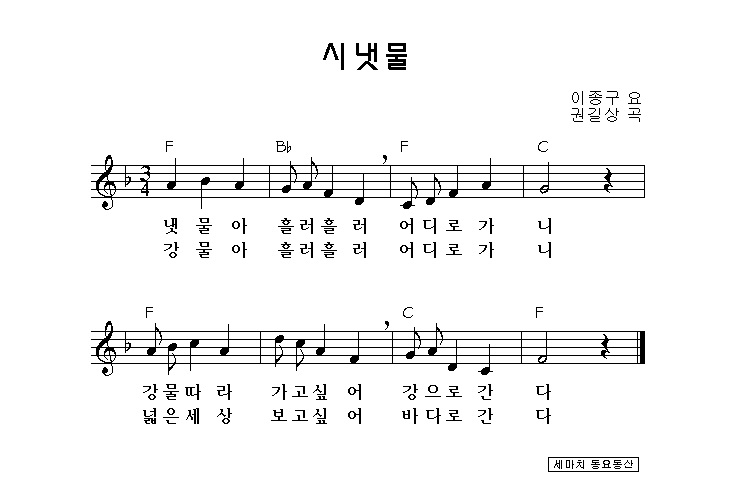 시냇물
이종구 요
권길상 곡
F B♭ F C
3
4
냇 물 아 흘러흘 러 어디로 가 니
강 물 아 흘러흘 러 어디로 가 니
F C F
강물따 라 가고싶 어 강으로 간 다
넓은세 상 보고싶 어 바다로 간 다
세마치 동요동산